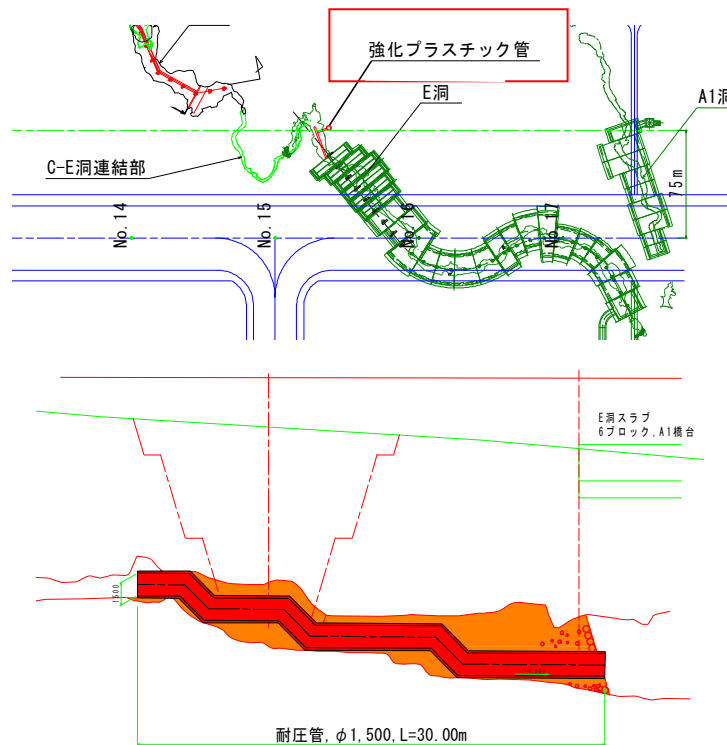 強化プラスチック管
E洞
A1洞
C-E洞連結部
75m
No.14
No.15
No.16
No.17
E洞スラブ
6ブロック,A1橋台
1500
耐圧管,φ1,500,L=30.00m